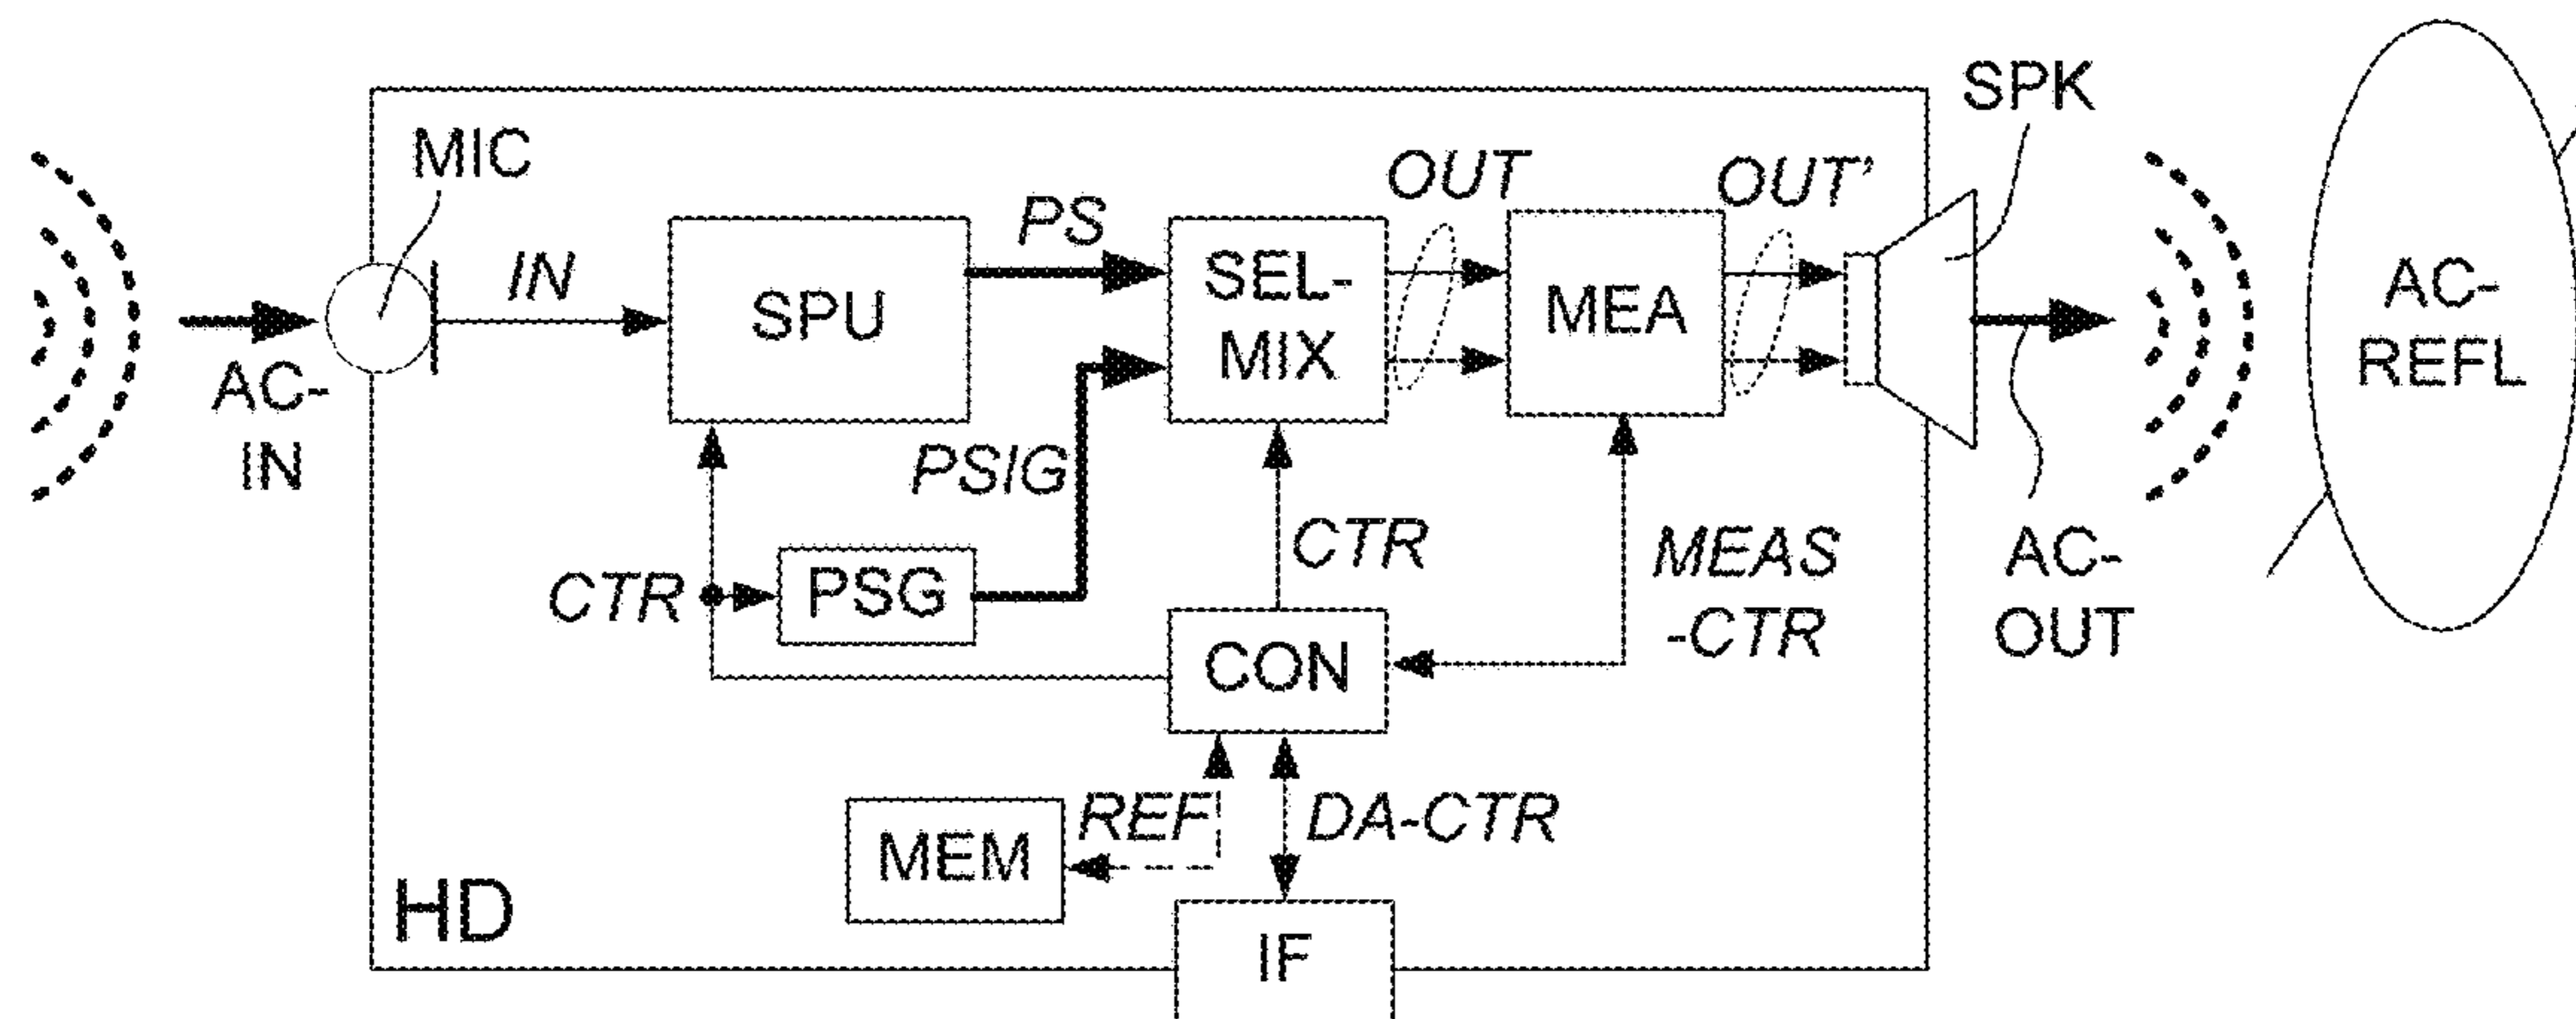 SPK
MIC
OUT
OUT'
PS
IN
SPU
SEL-
MIX
MEA
AC-
REFL
AC-
IN
PSIG
CTR
MEAS
-CTR
AC-
OUT
CTR
PSG
CON
REF
DA-CTR
MEM
HD
IF